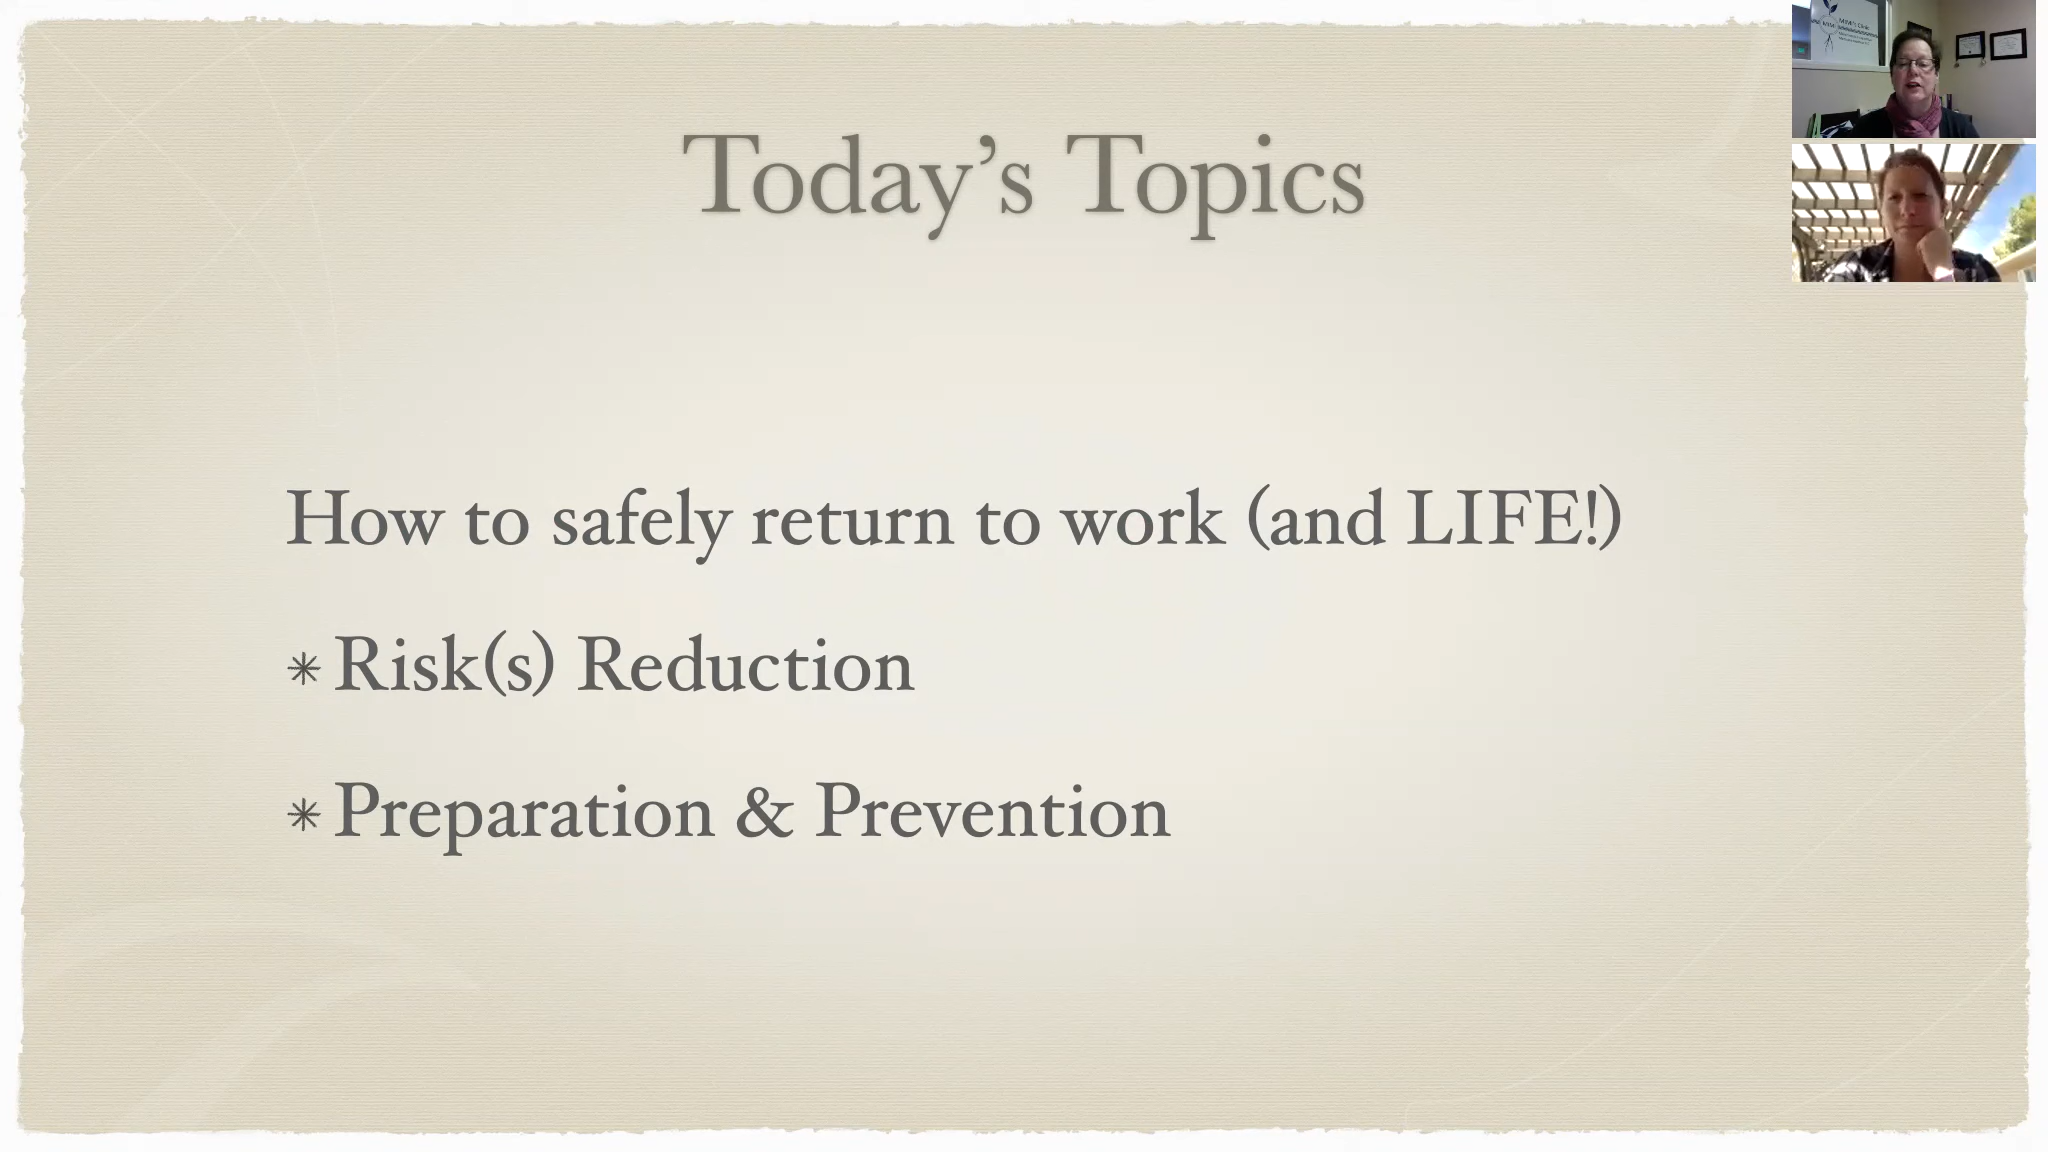 Today’s Topics
How to safely return to work (and LIFE!)
Risk(s) Reduction
Preparation & Prevention